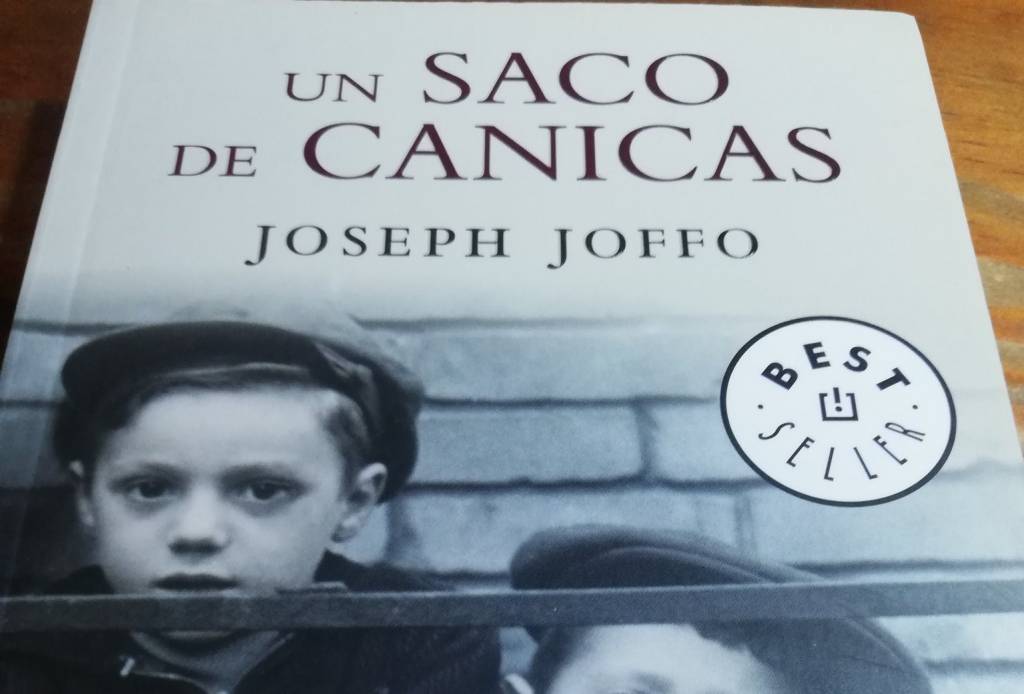 UN SACO
DE CANICAS
JOSEPH JOFFO
BEST
SELLER